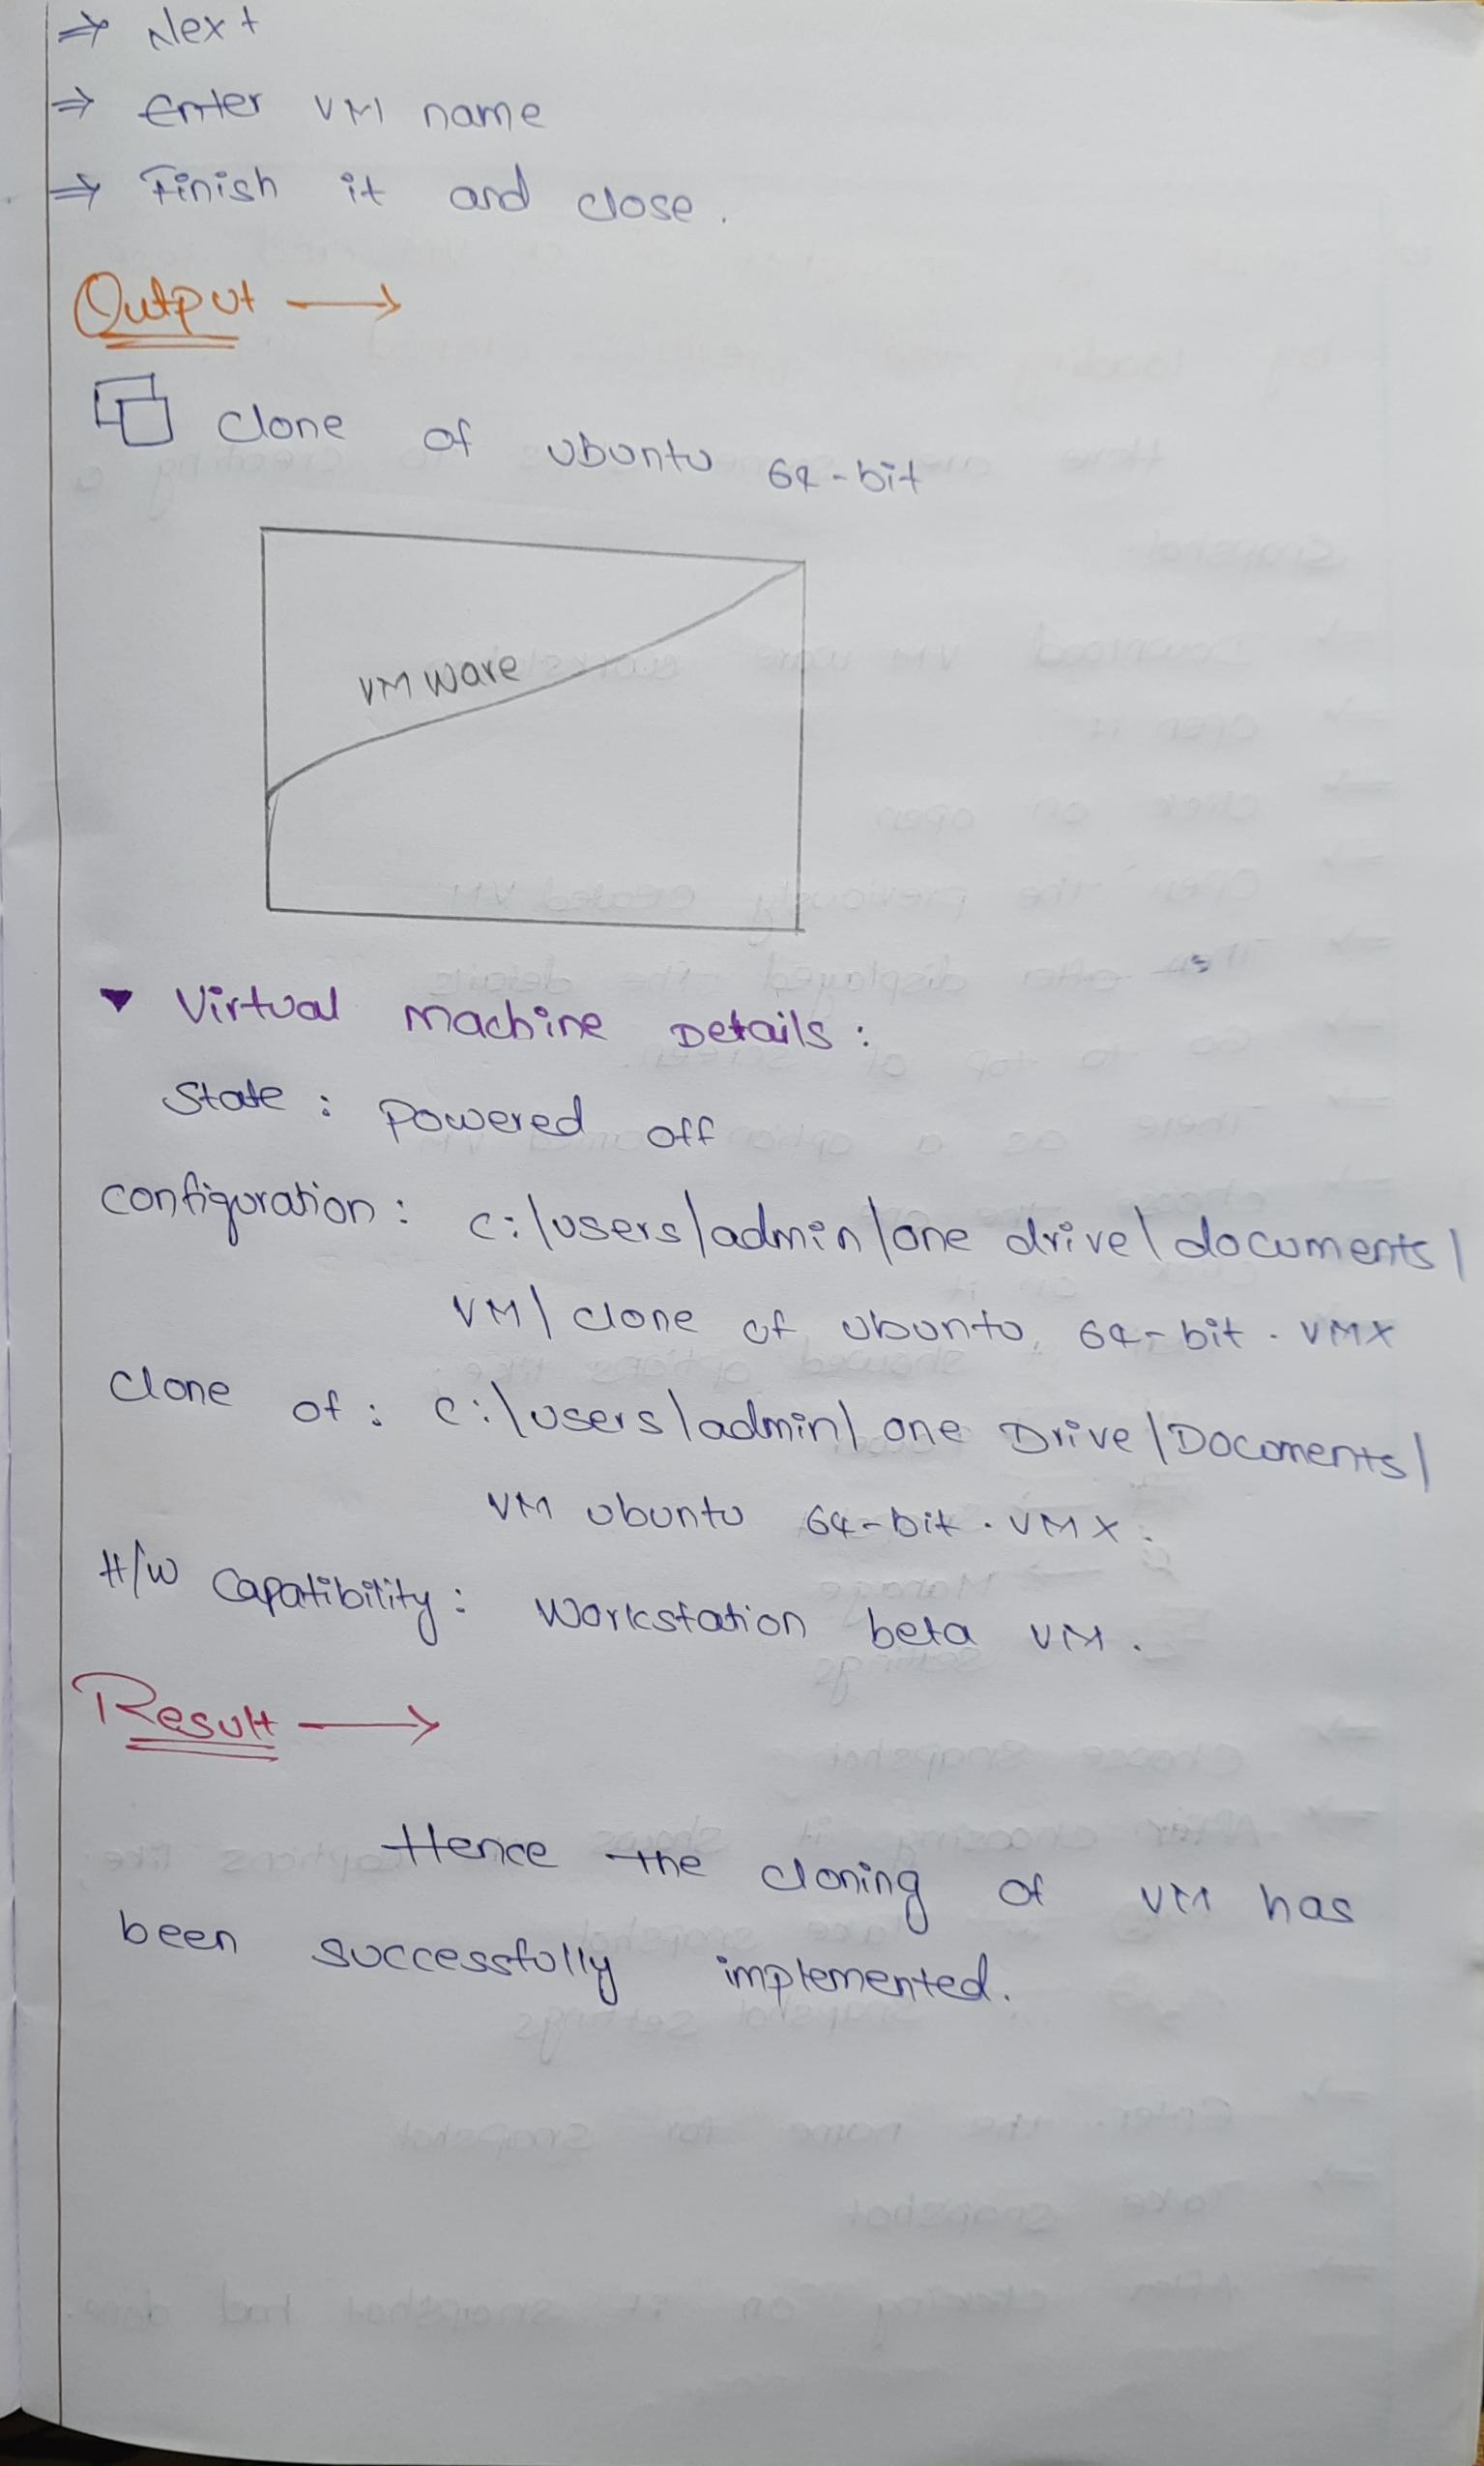 ⇒ Next
⇒ Enter VM name
⇒ Finish it and close.
Output →
Clone of Ubuntu 64-bit
VM Ware
▾ Virtual Machine Details :
State : Powered off
Configuration : C:\users\admin\one drive\documents\
VM\ clone of ubuntu 64-bit . VMX
Clone of : C:\users\admin\ one Drive\Documents\
VM ubuntu 64-bit . VMX .
H/W Capatibility : Workstation beta VM .
Result →
Hence the cloning of VM has
been successfully implemented.